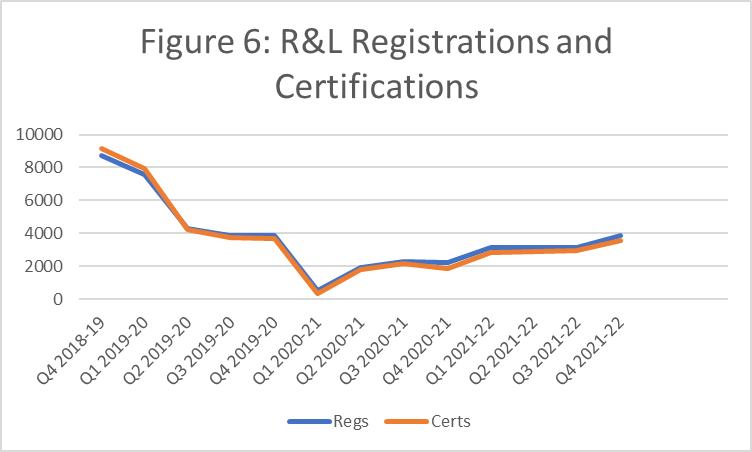 Figure 6: R&L Registrations and
Certifications
10000
8000
6000
4000
2000
0
Q4 2018-19
Q1 2019-20
Q2 2019-20
Q3 2019-20
Q4 2019-20
Q1 2020-21
Q2 2020-21
Q3 2020-21
Q4 2020-21
Q1 2021-22
Q2 2021-22
Q3 2021-22
Q4 2021-22
Regs Certs